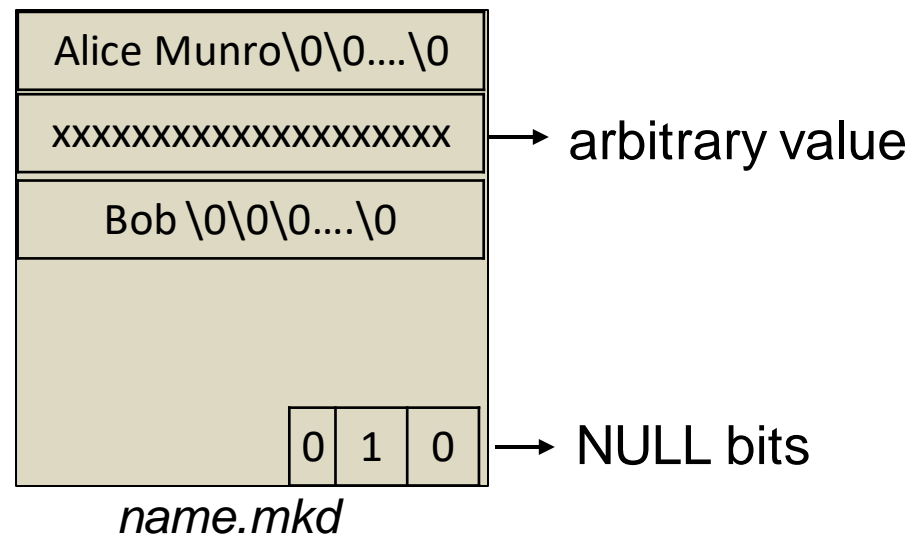 Alice Munro\0\0....\0
xxxxxxxxxxxxxxxxxxxx → arbitrary value
Bob \0\0\0....\0
0 1 0 → NULL bits
name.mkd